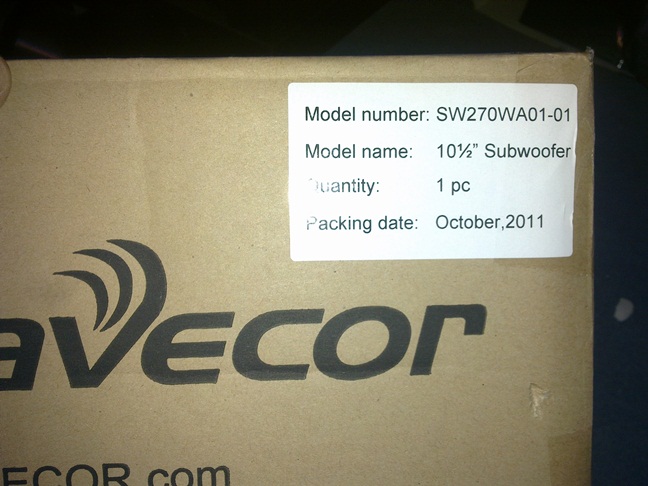 Model number: SW270WA01-01
Model name: 10½” Subwoofer
Quantity: 1 pc
Packing date: October,2011
avecor
ECOR.com